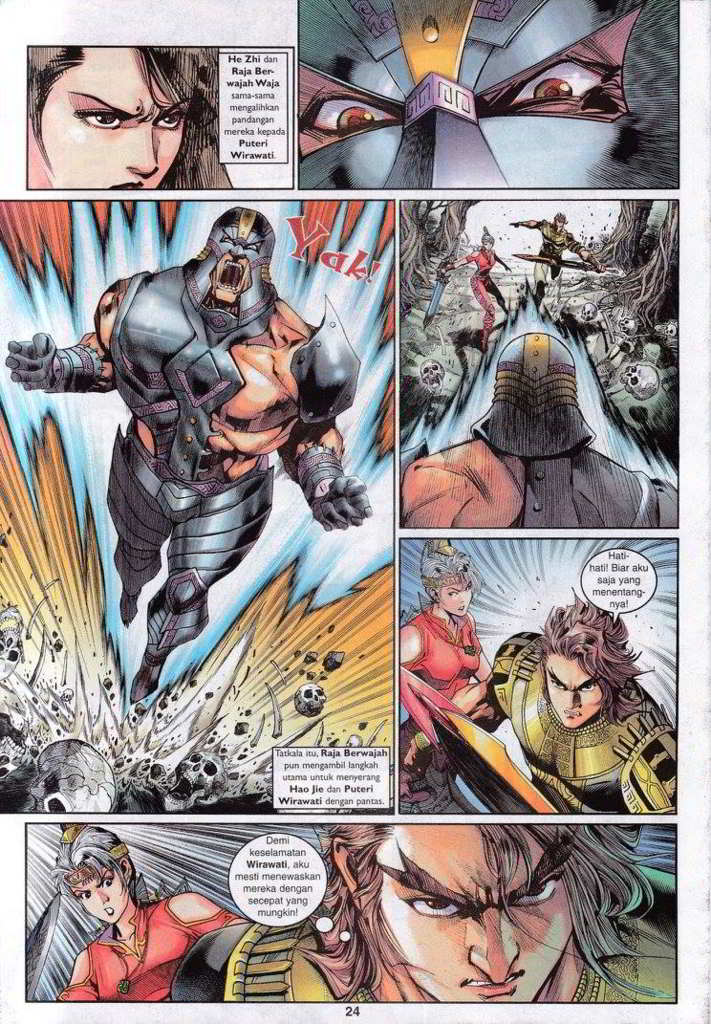 He Zhi dan
Raja Ber-
wajah Waja
sama-sama
mengalihkan
pandangan
mereka kepada
Puteri
Wirawati.
Yak!
Tatkala itu, Raja Berwajah
pun mengambil langkah
utama untuk menyerang
Hao Jie dan Puteri
Wirawati dengan pantas.
Hati-
hati! Biar aku
saja yang
menentang-
nya!
Demi
keselamatan
Wirawati, aku
mesti menewaskan
mereka dengan
secepat yang
mungkin!
24